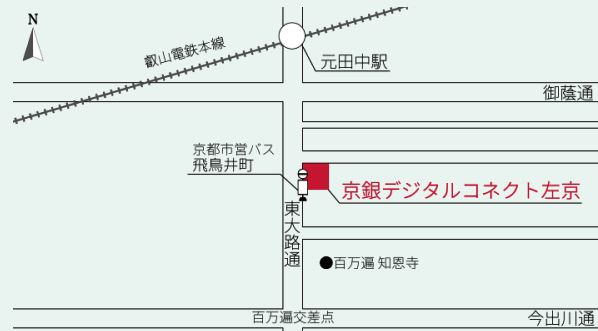 N
叡山電鉄本線
元田中駅
御蔭通
京都市営バス
飛鳥井町
京銀デジタルコネクト左京
東大路通
百万遍 知恩寺
百万遍交差点
今出川通